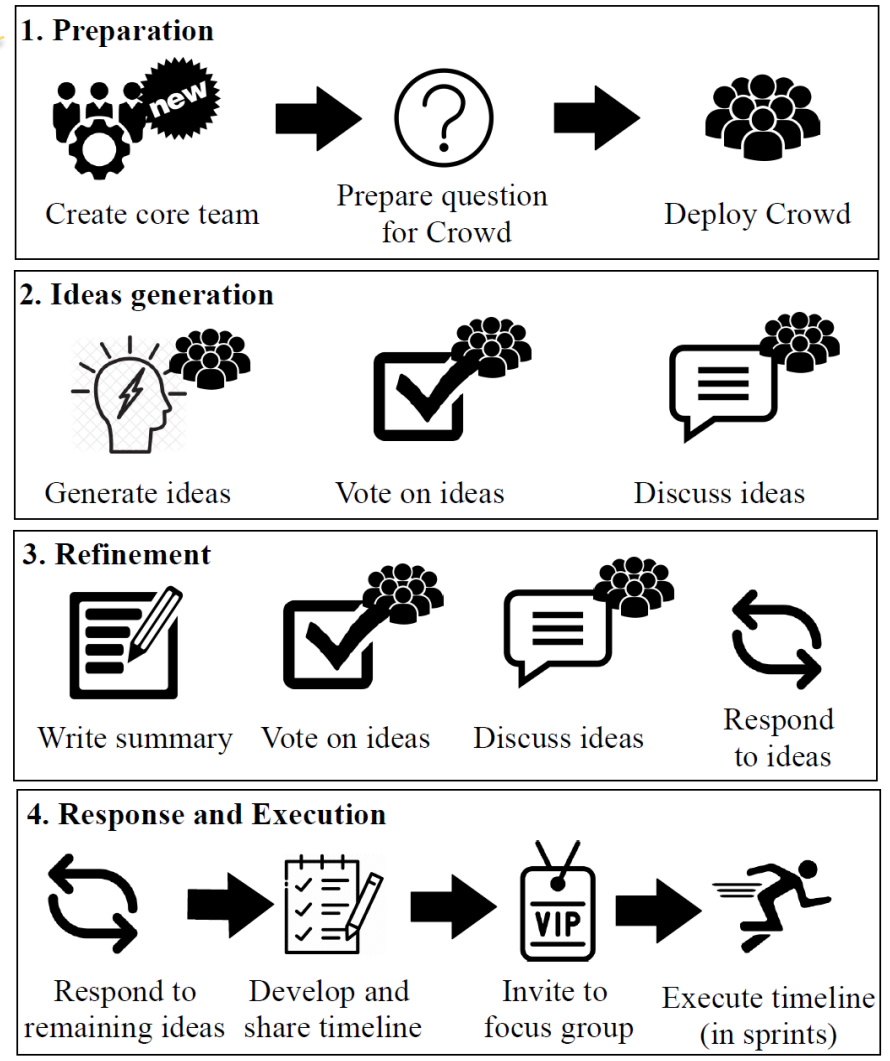 1. Preparation
new
Create core team
Prepare question
for Crowd
Deploy Crowd
2. Ideas generation
Generate ideas
Vote on ideas
Discuss ideas
3. Refinement
Write summary
Vote on ideas
Discuss ideas
Respond
to ideas
4. Response and Execution
Respond to
remaining ideas
Develop and
share timeline
VIP
Invite to
focus group
Execute timeline
(in sprints)